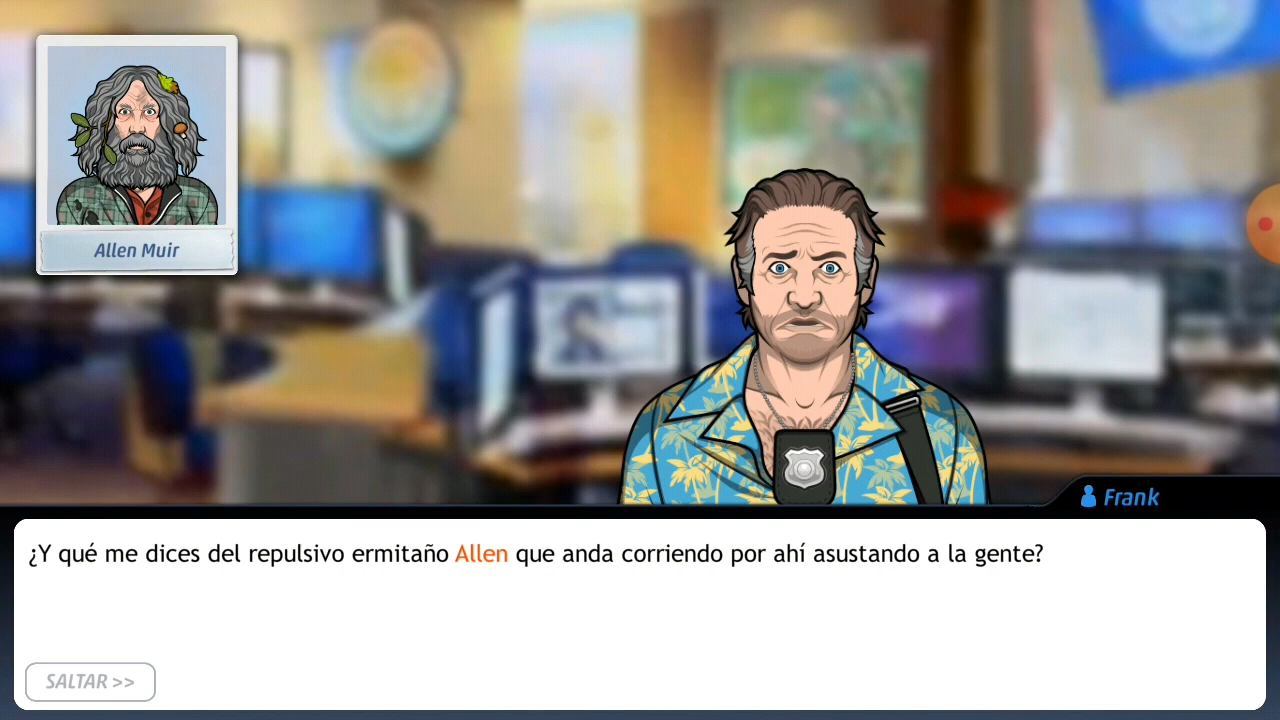 Allen Muir
Frank
¿Y qué me dices del repulsivo ermitaño Allen que anda corriendo por ahí asustando a la gente?
SALTAR >>